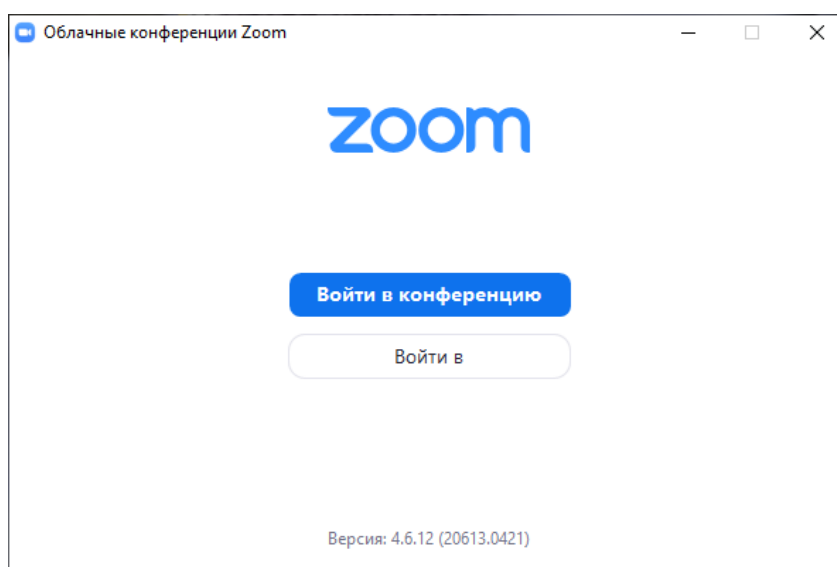 Облачные конференции Zoom
zoom
Войти в конференцию
Войти в
Версия: 4.6.12 (20613.0421)